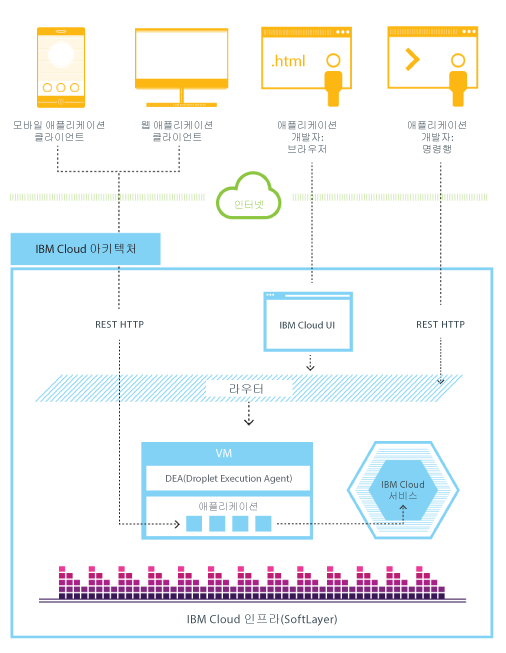 .html
모바일 애플리케이션
클라이언트
웹 애플리케이션
클라이언트
애플리케이션
개발자:
브라우저
애플리케이션
개발자:
명령행
인터넷
IBM Cloud 아키텍처
REST HTTP
IBM Cloud UI
REST HTTP
라우터
VM
DEA(Droplet Execution Agent)
애플리케이션
IBM Cloud
서비스
IBM Cloud 인프라(SoftLayer)